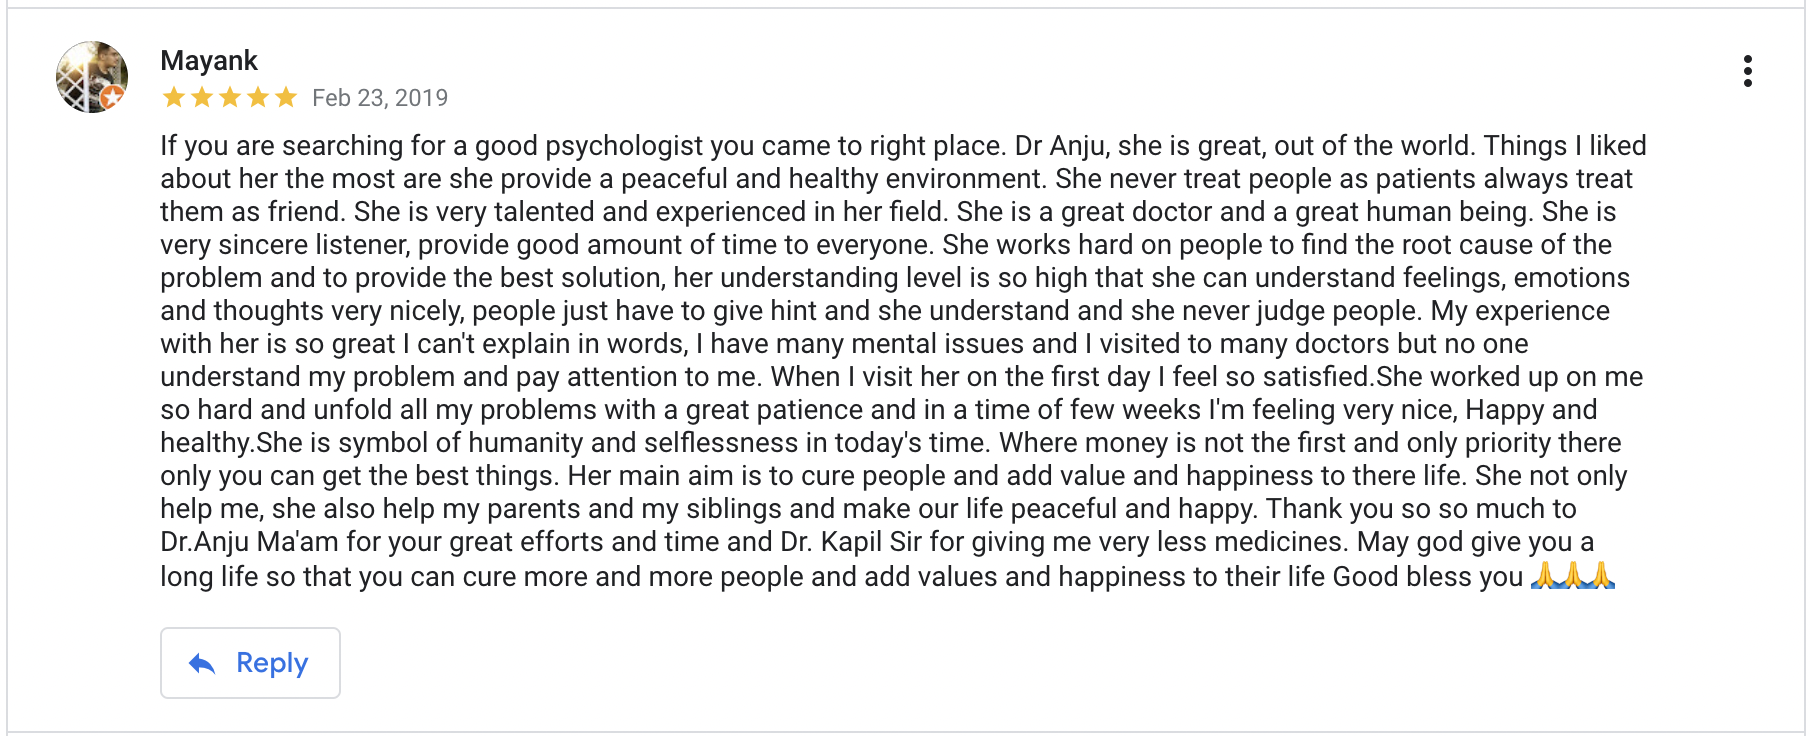 Mayank
Feb 23, 2019
If you are searching for a good psychologist you came to right place. Dr Anju, she is great, out of the world. Things I liked
about her the most are she provide a peaceful and healthy environment. She never treat people as patients always treat
them as friend. She is very talented and experienced in her field. She is a great doctor and a great human being. She is
very sincere listener, provide good amount of time to everyone. She works hard on people to find the root cause of the
problem and to provide the best solution, her understanding level is so high that she can understand feelings, emotions
and thoughts very nicely, people just have to give hint and she understand and she never judge people. My experience
with her is so great I can't explain in words, I have many mental issues and I visited to many doctors but no one
understand my problem and pay attention to me. When I visit her on the first day I feel so satisfied.She worked up on me
so hard and unfold all my problems with a great patience and in a time of few weeks I'm feeling very nice, Happy and
healthy.She is symbol of humanity and selflessness in today's time. Where money is not the first and only priority there
only you can get the best things. Her main aim is to cure people and add value and happiness to there life. She not only
help me, she also help my parents and my siblings and make our life peaceful and happy. Thank you so so much to
Dr.Anju Ma'am for your great efforts and time and Dr. Kapil Sir for giving me very less medicines. May god give you a
long life so that you can cure more and more people and add values and happiness to their life Good bless you 🙏🙏🙏
Reply